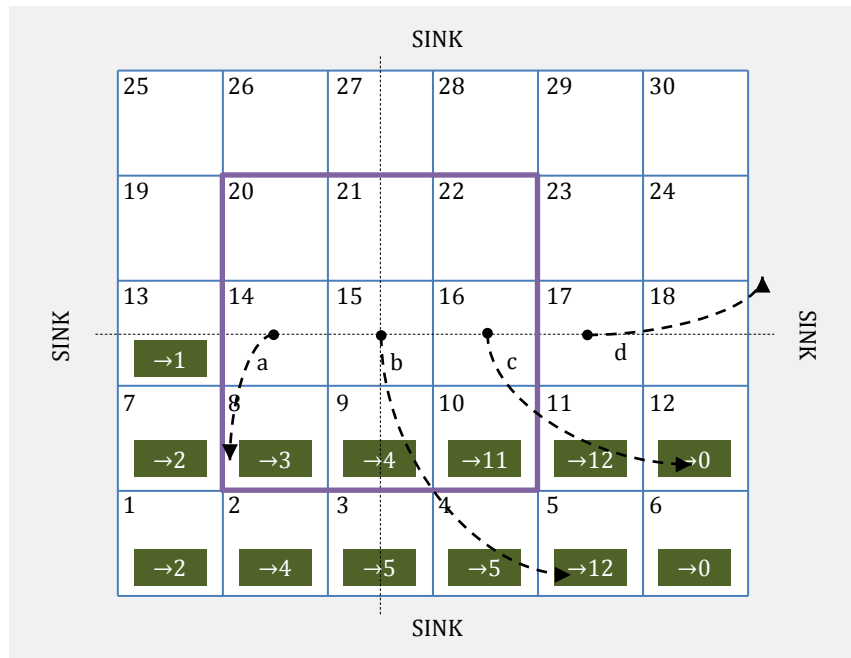 SINK
25 26 27 28 29 30
19 20 21 22 23 24
13 14 15 16 17 18
SINK
SINK
→1 a b c d
7 8 9 10 11 12
→2 →3 →4 →11 →12 →0
1 2 3 4 5 6
→2 →4 →5 →5 →12 →0
SINK